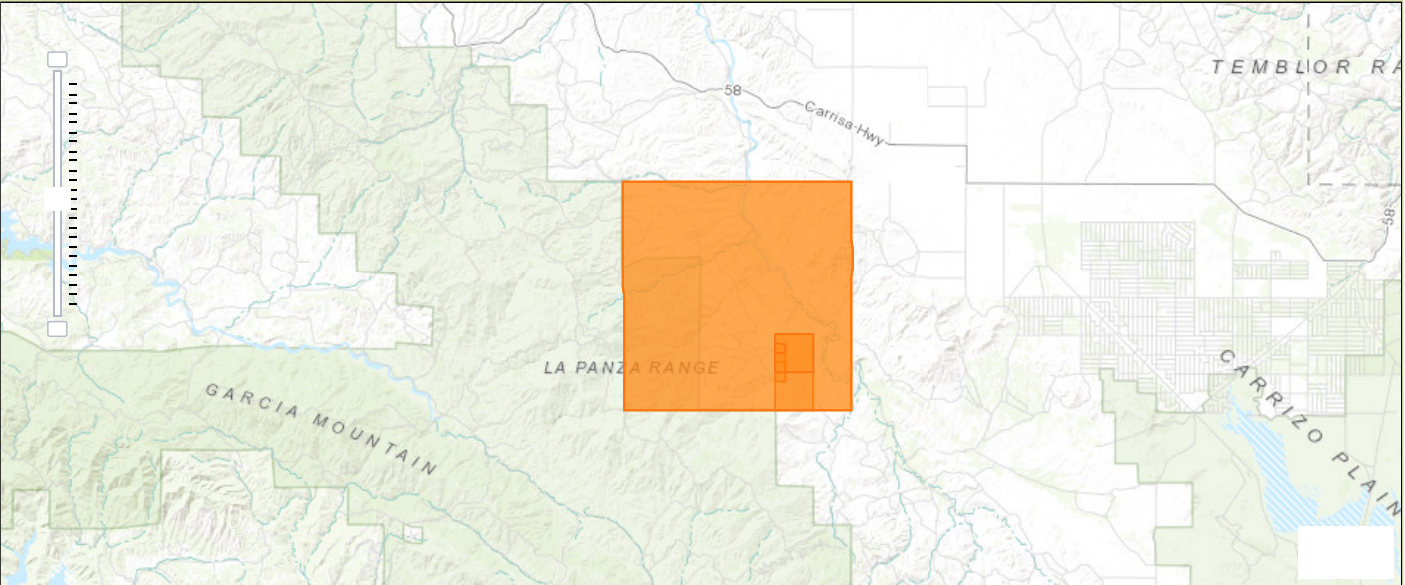 TEMBLOR RA
58
Carrisa Hwy
58
LA PANZA RANGE
GARCIA MOUNTAIN
CARRIZO PLAIN